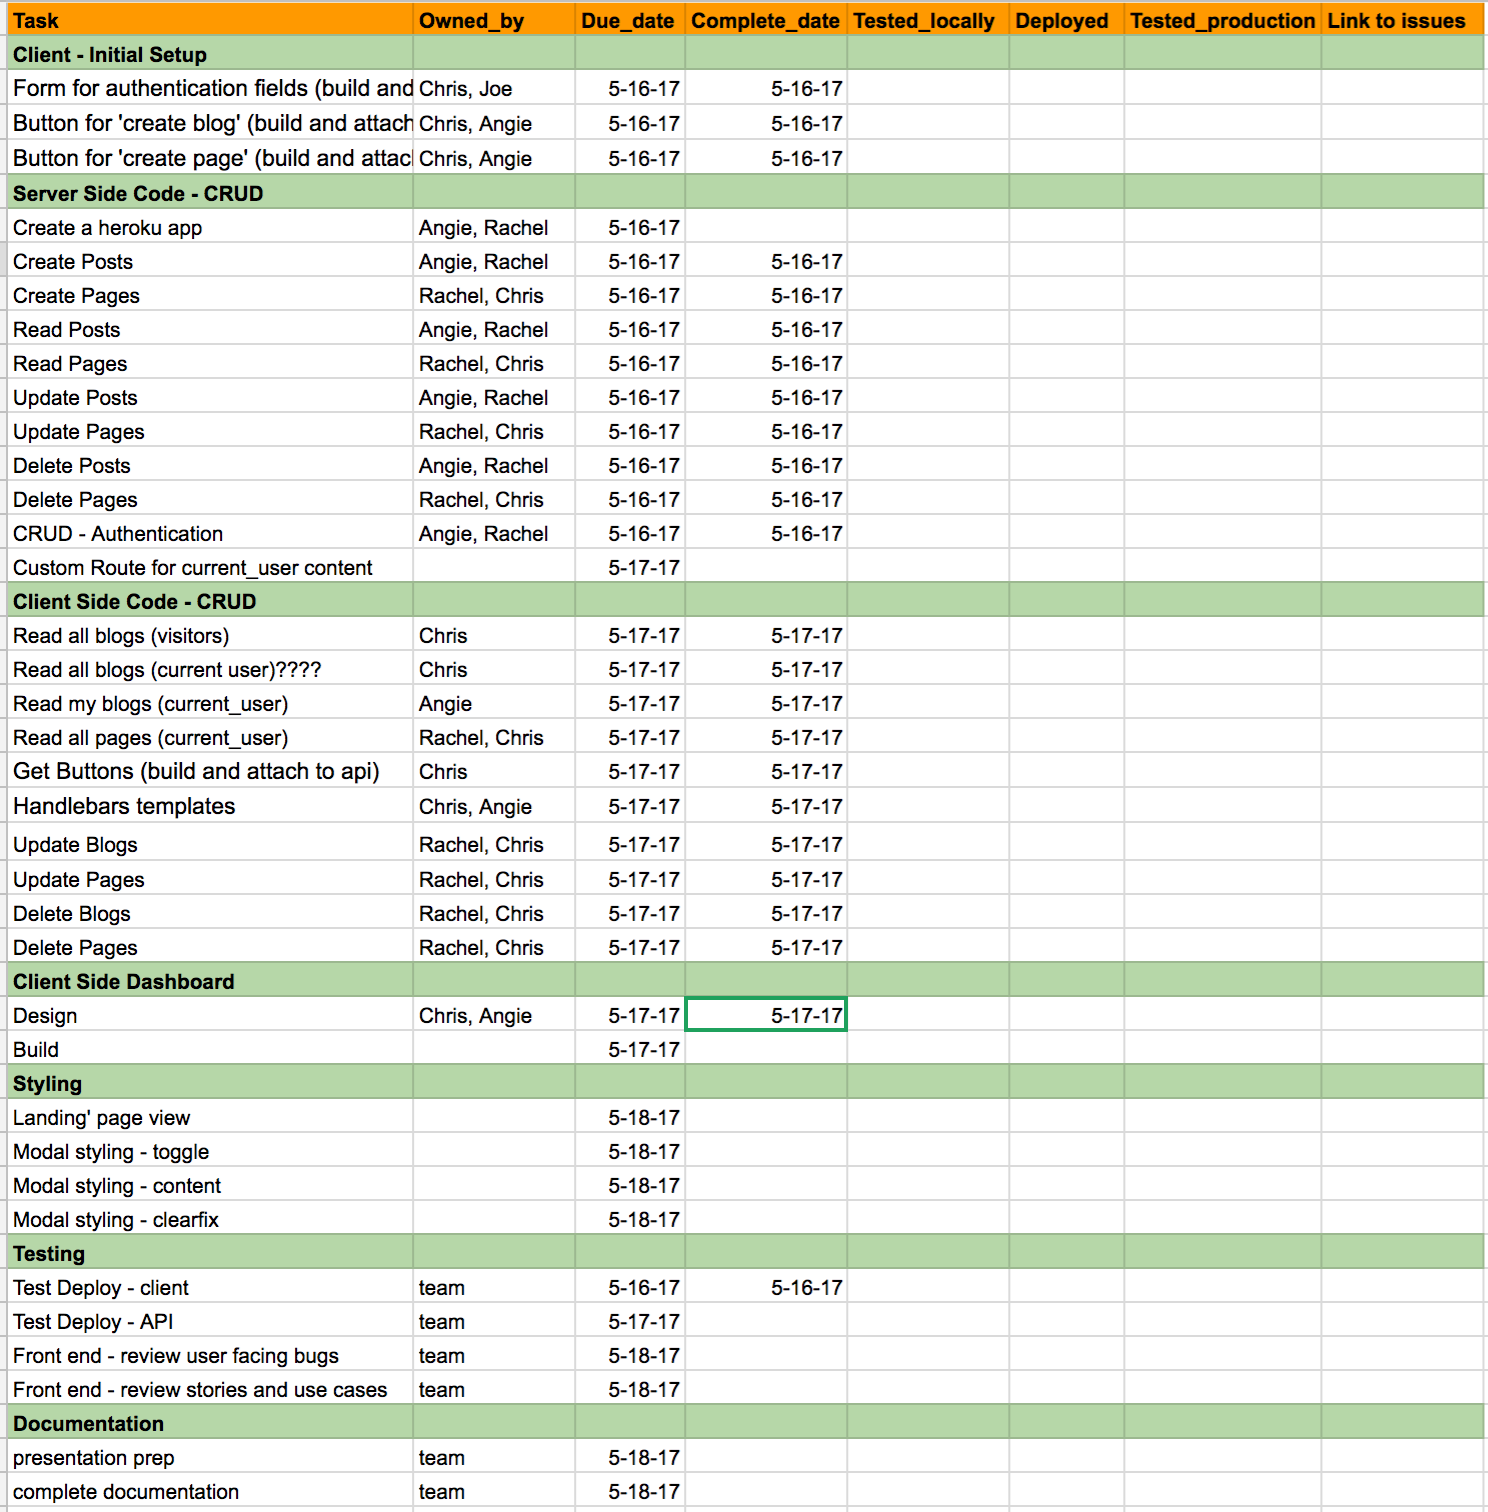 Task Owned_by Due_date Complete_date Tested_locally Deployed Tested_production Link to issues
Client - Initial Setup
Form for authentication fields (build and Chris, Joe 5-16-17 5-16-17
Button for 'create blog' (build and attach Chris, Angie 5-16-17 5-16-17
Button for 'create page' (build and attac Chris, Angie 5-16-17 5-16-17
Server Side Code - CRUD
Create a heroku app Angie, Rachel 5-16-17
Create Posts Angie, Rachel 5-16-17 5-16-17
Create Pages Rachel, Chris 5-16-17 5-16-17
Read Posts Angie, Rachel 5-16-17 5-16-17
Read Pages Rachel, Chris 5-16-17 5-16-17
Update Posts Angie, Rachel 5-16-17 5-16-17
Update Pages Rachel, Chris 5-16-17 5-16-17
Delete Posts Angie, Rachel 5-16-17 5-16-17
Delete Pages Rachel, Chris 5-16-17 5-16-17
CRUD - Authentication Angie, Rachel 5-16-17 5-16-17
Custom Route for current_user content 5-17-17
Client Side Code - CRUD
Read all blogs (visitors) Chris 5-17-17 5-17-17
Read all blogs (current user)???? Chris 5-17-17 5-17-17
Read my blogs (current_user) Angie 5-17-17 5-17-17
Read all pages (current_user) Rachel, Chris 5-17-17 5-17-17
Get Buttons (build and attach to api) Chris 5-17-17 5-17-17
Handlebars templates Chris, Angie 5-17-17 5-17-17
Update Blogs Rachel, Chris 5-17-17 5-17-17
Update Pages Rachel, Chris 5-17-17 5-17-17
Delete Blogs Rachel, Chris 5-17-17 5-17-17
Delete Pages Rachel, Chris 5-17-17 5-17-17
Client Side Dashboard
Design Chris, Angie 5-17-17 5-17-17
Build 5-17-17
Styling
Landing' page view 5-18-17
Modal styling - toggle 5-18-17
Modal styling - content 5-18-17
Modal styling - clearfix 5-18-17
Testing
Test Deploy - client team 5-16-17 5-16-17
Test Deploy - API team 5-17-17
Front end - review user facing bugs team 5-18-17
Front end - review stories and use cases team 5-18-17
Documentation
presentation prep team 5-18-17
complete documentation team 5-18-17